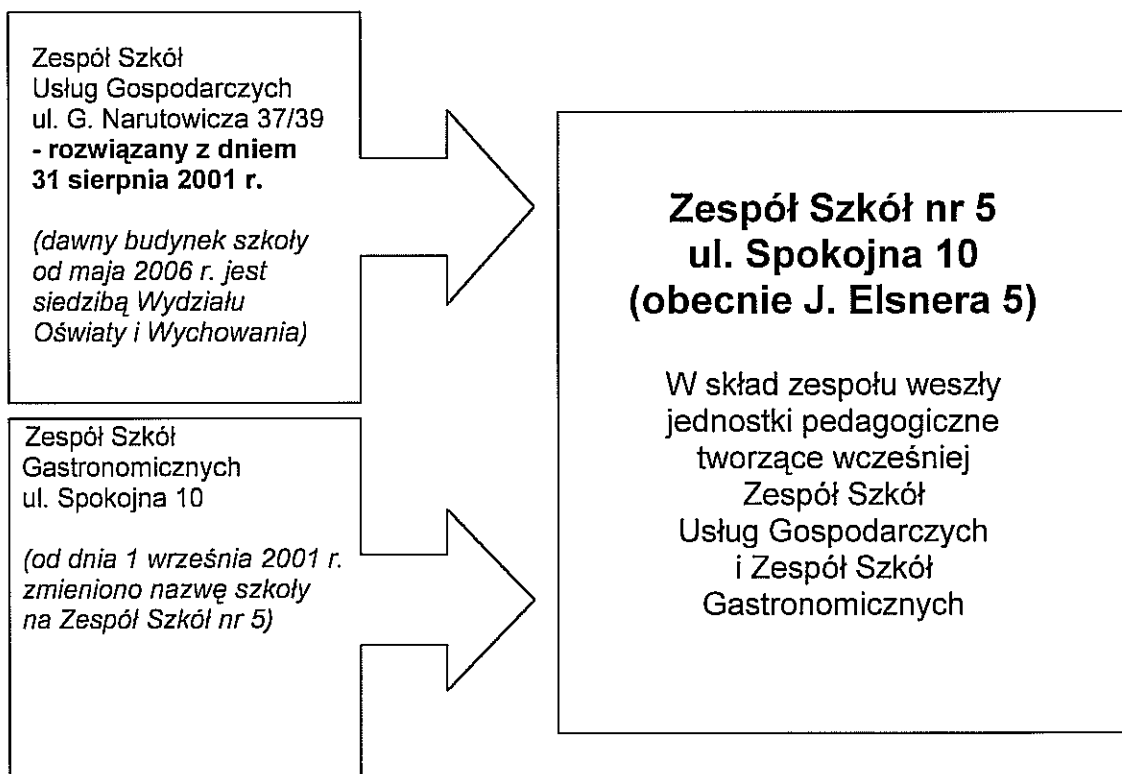 Zespół Szkół
Usług Gospodarczych
ul. G. Narutowicza 37/39
- rozwiązany z dniem
31 sierpnia 2001 r.
(dawny budynek szkoły
od maja 2006 r. jest
siedzibą Wydziału
Oświaty i Wychowania)
Zespół Szkół
Gastronomicznych
ul. Spokojna 10
(od dnia 1 września 2001 r.
zmieniono nazwę szkoły
na Zespół Szkół nr 5)
Zespół Szkół nr 5
ul. Spokojna 10
(obecnie J. Elsnera 5)
W skład zespołu weszły
jednostki pedagogiczne
tworzące wcześniej
Zespół Szkół
Usług Gospodarczych
i Zespół Szkół
Gastronomicznych